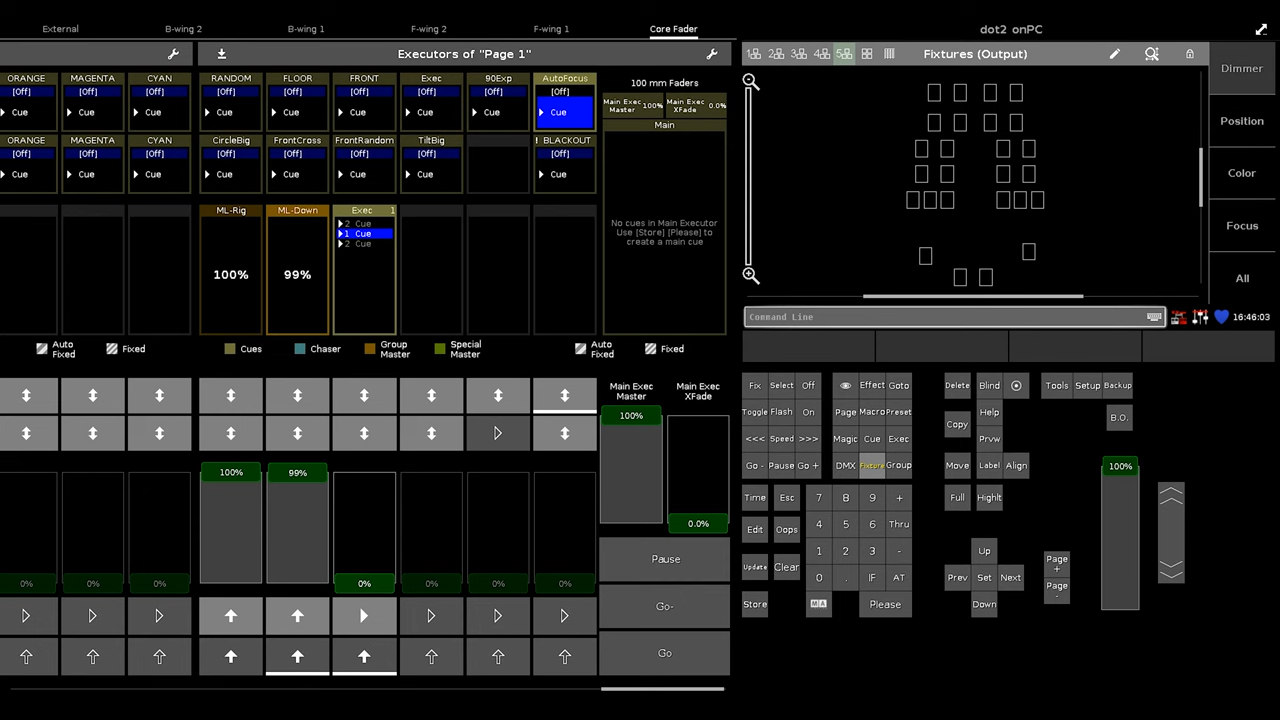 External B-wing 2 B-wing 1 F-wing 2 F-wing 1 Core Fader dot2 onPC
Executors of "Page 1"
1 2 3 4 5 Fixtures (Output)
ORANGE MAGENTA CYAN RANDOM FLOOR FRONT Exec 90Exp AutoFocus
[Off] [Off] [Off] [Off] [Off] [Off] [Off] [Off] [Off]
Cue Cue Cue Cue Cue Cue Cue Cue Cue
ORANGE MAGENTA CYAN CircleBig FrontCross FrontRandom TiltBig ! BLACKOUT
[Off] [Off] [Off] [Off] [Off] [Off] [Off] [Off]
Cue Cue Cue Cue Cue Cue Cue Cue
ML-Rig ML-Down Exec 1
2 Cue
1 Cue
2 Cue
100% 99%
100 mm Faders
Main Exec Master 100% Main Exec XFade 0.0%
Main
No cues in Main Executor
Use [Store] [Please] to
create a main cue
Dimmer
Position
Color
Focus
All
Command Line
16:46:03
Auto Fixed Fixed Cues Chaser Group Master Special Master Auto Fixed Fixed
Main Exec Master Main Exec XFade
100%
0.0%
100% 99%
0% 0% 0% 0% 0% 0% 0%
Pause
Go-
Go
Fix Select Off Effect Goto Delete Blind Tools Setup Backup
Toggle Flash On Page Macro Preset Copy Help B.O.
<<< Speed >>> Magic Cue Exec Prvw
Go - Pause Go + DMX Fixture Group Move Label Align 100%
Time Esc 7 8 9 + Full Highlt
Edit Oops 4 5 6 Thru
Update Clear 1 2 3 - Up Page +
0 . IF AT Prev Set Next Page -
Store MA Please Down